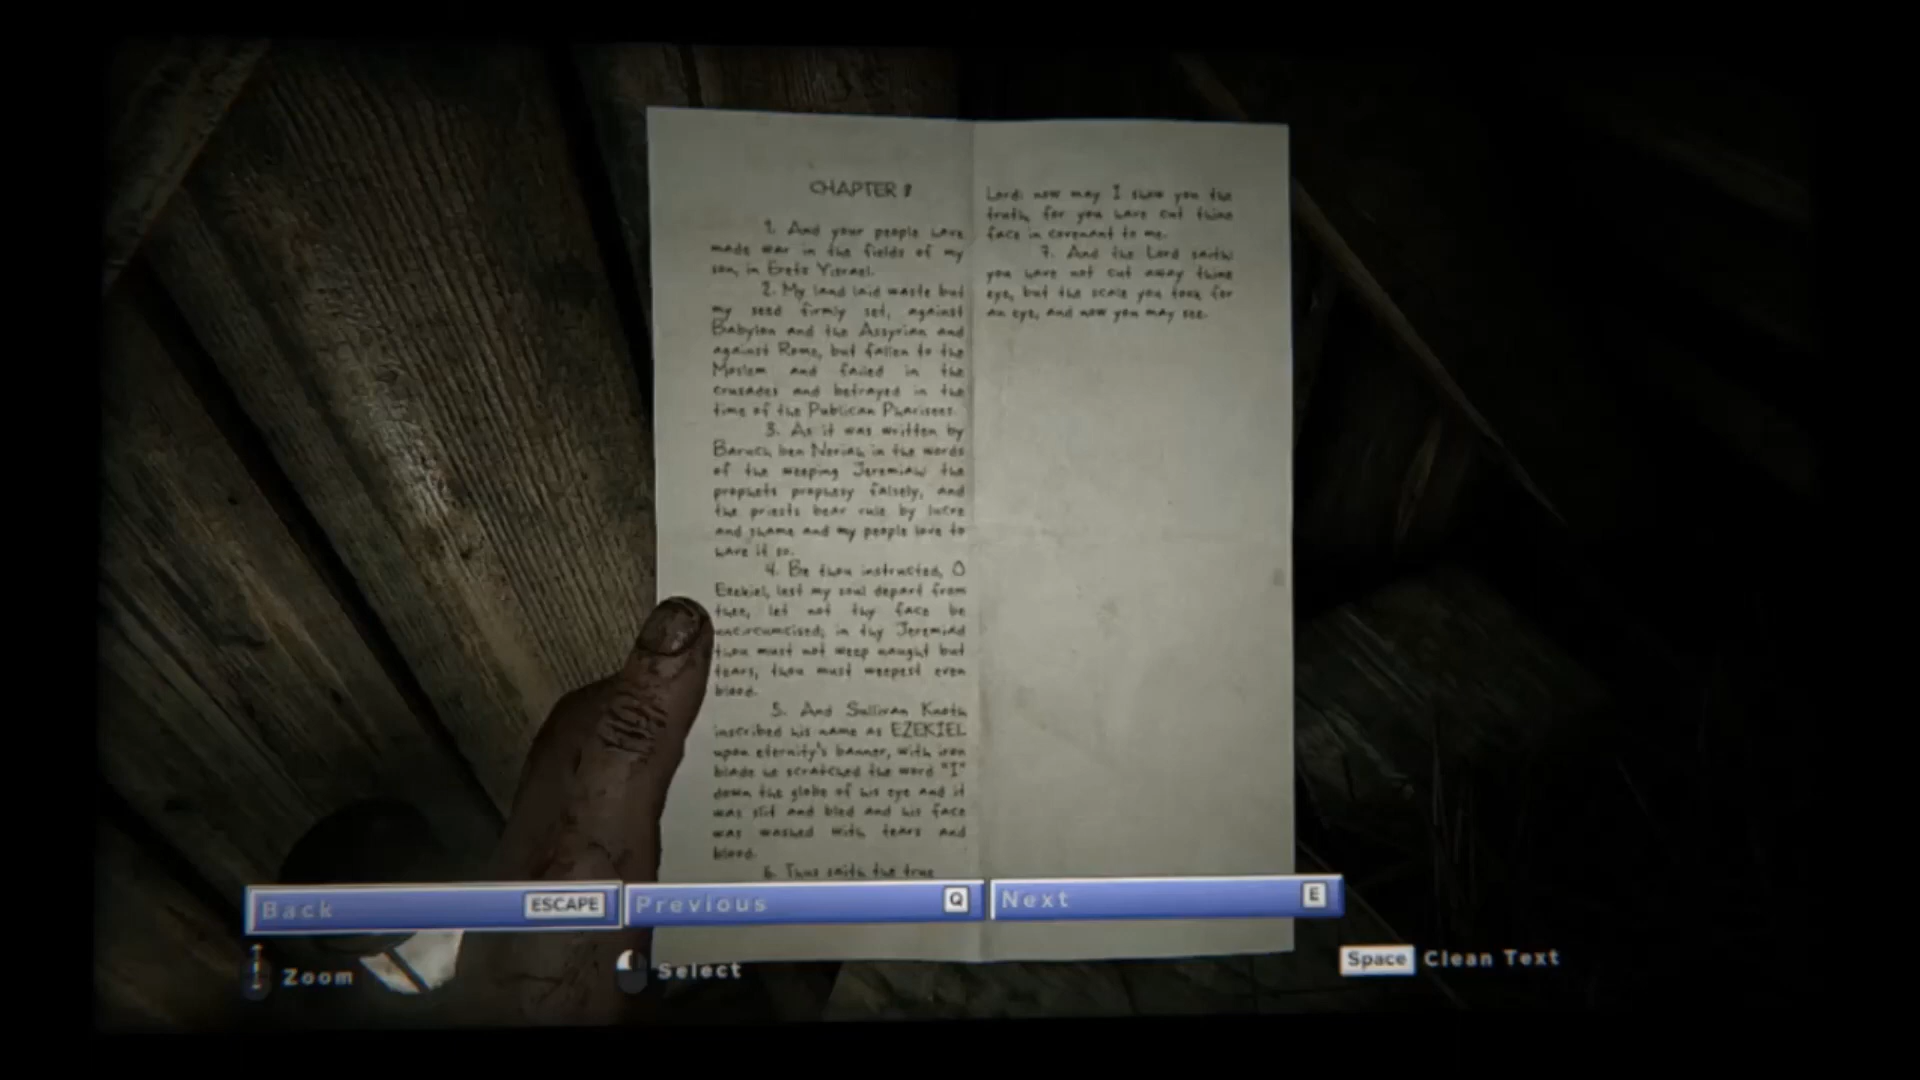 CHAPTER
1. And your people have
made war in the fields of my
son, in Eretz Yisrael.
2. My land laid waste but
my seed firmly set, against
Babylon and the Assyrian and
against Rome, but fallen to the
Moslem and failed in the
crusades and betrayed in the
time of the Publican Pharisees.
3. As it was written by
Baruch ben Neriah in the words
of the weeping Jeremiah: the
prophets prophesy falsely, and
the priests bear rule by lucre
and shame and my people love to
have it so.
4. Be thou instructed, O
Ezekiel, lest my soul depart from
thee, let not thy face be
uncircumcised; in thy Jeremiad
thou must not weep naught but
tears, thou must weepest even
blood.
5. And Sullivan Knoth
inscribed his name as EZEKIEL
upon eternity's banner, with iron
blade he scratched the word "I"
down the globe of his eye and it
was slit and bled and his face
was washed with tears and
blood.
6. Thus saith the true
Lord: now may I show you the
truth, for you have cut thine
face in covenant to me.
7. And the Lord saith:
you have not cut away thine
eye, but the scale you took for
an eye, and now you may see.
Back ESCAPE Previous Q Next E
Zoom Select Space Clean Text